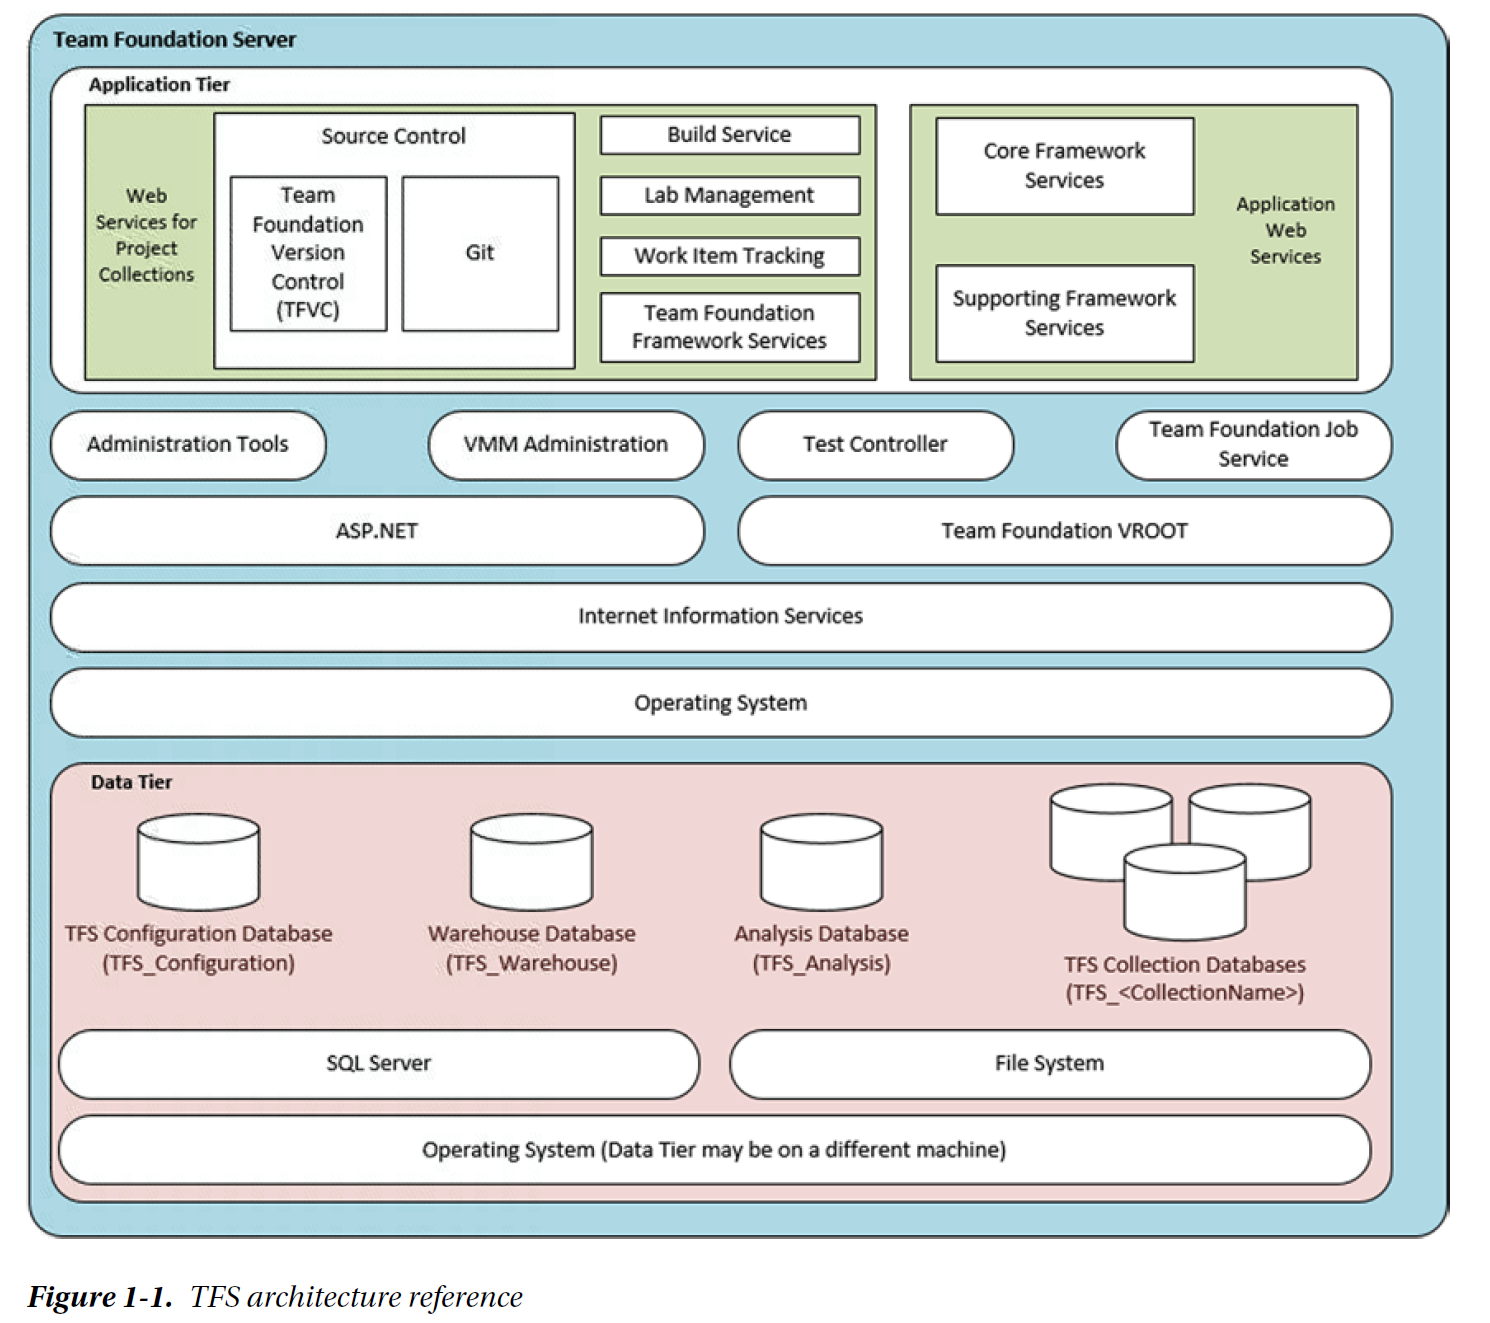 Team Foundation Server
Application Tier
Web
Services for
Project
Collections
Source Control
Team
Foundation
Version
Control
(TFVC)
Git
Build Service
Lab Management
Work Item Tracking
Team Foundation
Framework Services
Core Framework
Services
Supporting Framework
Services
Application
Web
Services
Administration Tools
VMM Administration
Test Controller
Team Foundation Job
Service
ASP.NET
Team Foundation VROOT
Internet Information Services
Operating System
Data Tier
TFS Configuration Database
(TFS_Configuration)
Warehouse Database
(TFS_Warehouse)
Analysis Database
(TFS_Analysis)
TFS Collection Databases
(TFS_<CollectionName>)
SQL Server
File System
Operating System (Data Tier may be on a different machine)
Figure 1-1. TFS architecture reference